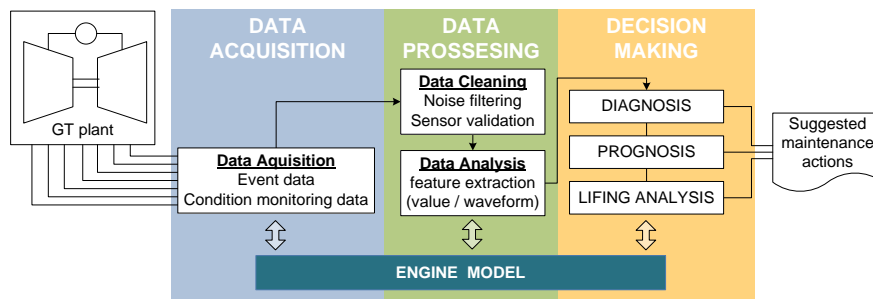 DATA
ACQUISITION
DATA
PROSSESING
DECISION
MAKING
GT plant
Data Aquisition
Event data
Condition monitoring data
Data Cleaning
Noise filtering
Sensor validation
Data Analysis
feature extraction
(value / waveform)
DIAGNOSIS
PROGNOSIS
LIFING ANALYSIS
Suggested
maintenance
actions
ENGINE MODEL